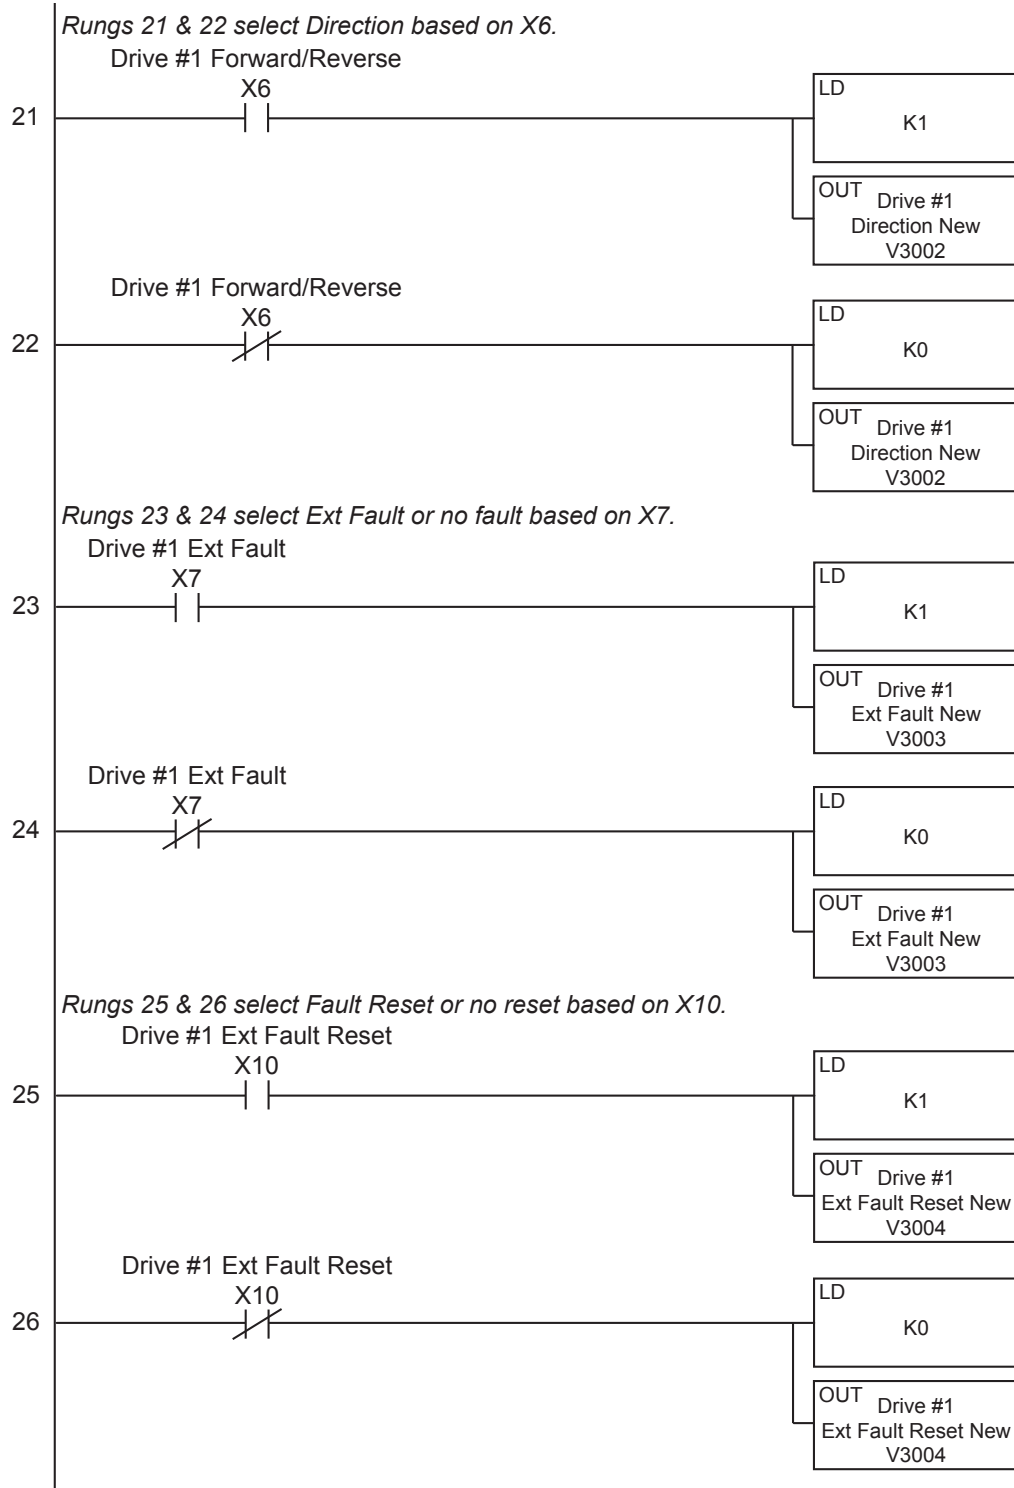 Rungs 21 & 22 select Direction based on X6.
Drive #1 Forward/Reverse
X6
21
LD
K1
OUT
Drive #1
Direction New
V3002
Drive #1 Forward/Reverse
X6
22
LD
K0
OUT
Drive #1
Direction New
V3002
Rungs 23 & 24 select Ext Fault or no fault based on X7.
Drive #1 Ext Fault
X7
23
LD
K1
OUT
Drive #1
Ext Fault New
V3003
Drive #1 Ext Fault
X7
24
LD
K0
OUT
Drive #1
Ext Fault New
V3003
Rungs 25 & 26 select Fault Reset or no reset based on X10.
Drive #1 Ext Fault Reset
X10
25
LD
K1
OUT
Drive #1
Ext Fault Reset New
V3004
Drive #1 Ext Fault Reset
X10
26
LD
K0
OUT
Drive #1
Ext Fault Reset New
V3004